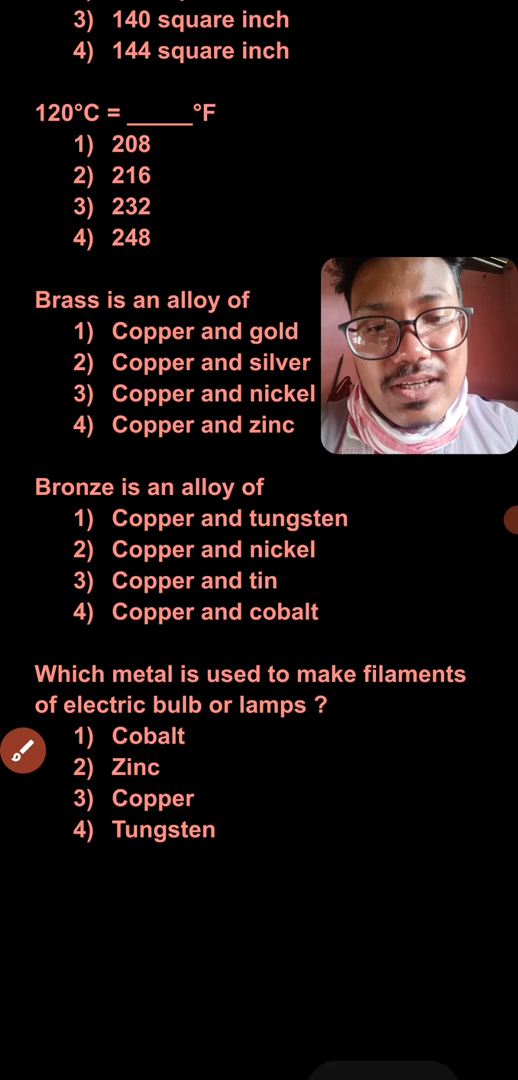 3) 140 square inch
4) 144 square inch
120°C = _____°F
1) 208
2) 216
3) 232
4) 248
Brass is an alloy of
1) Copper and gold
2) Copper and silver
3) Copper and nickel
4) Copper and zinc
Bronze is an alloy of
1) Copper and tungsten
2) Copper and nickel
3) Copper and tin
4) Copper and cobalt
Which metal is used to make filaments
of electric bulb or lamps ?
1) Cobalt
2) Zinc
3) Copper
4) Tungsten